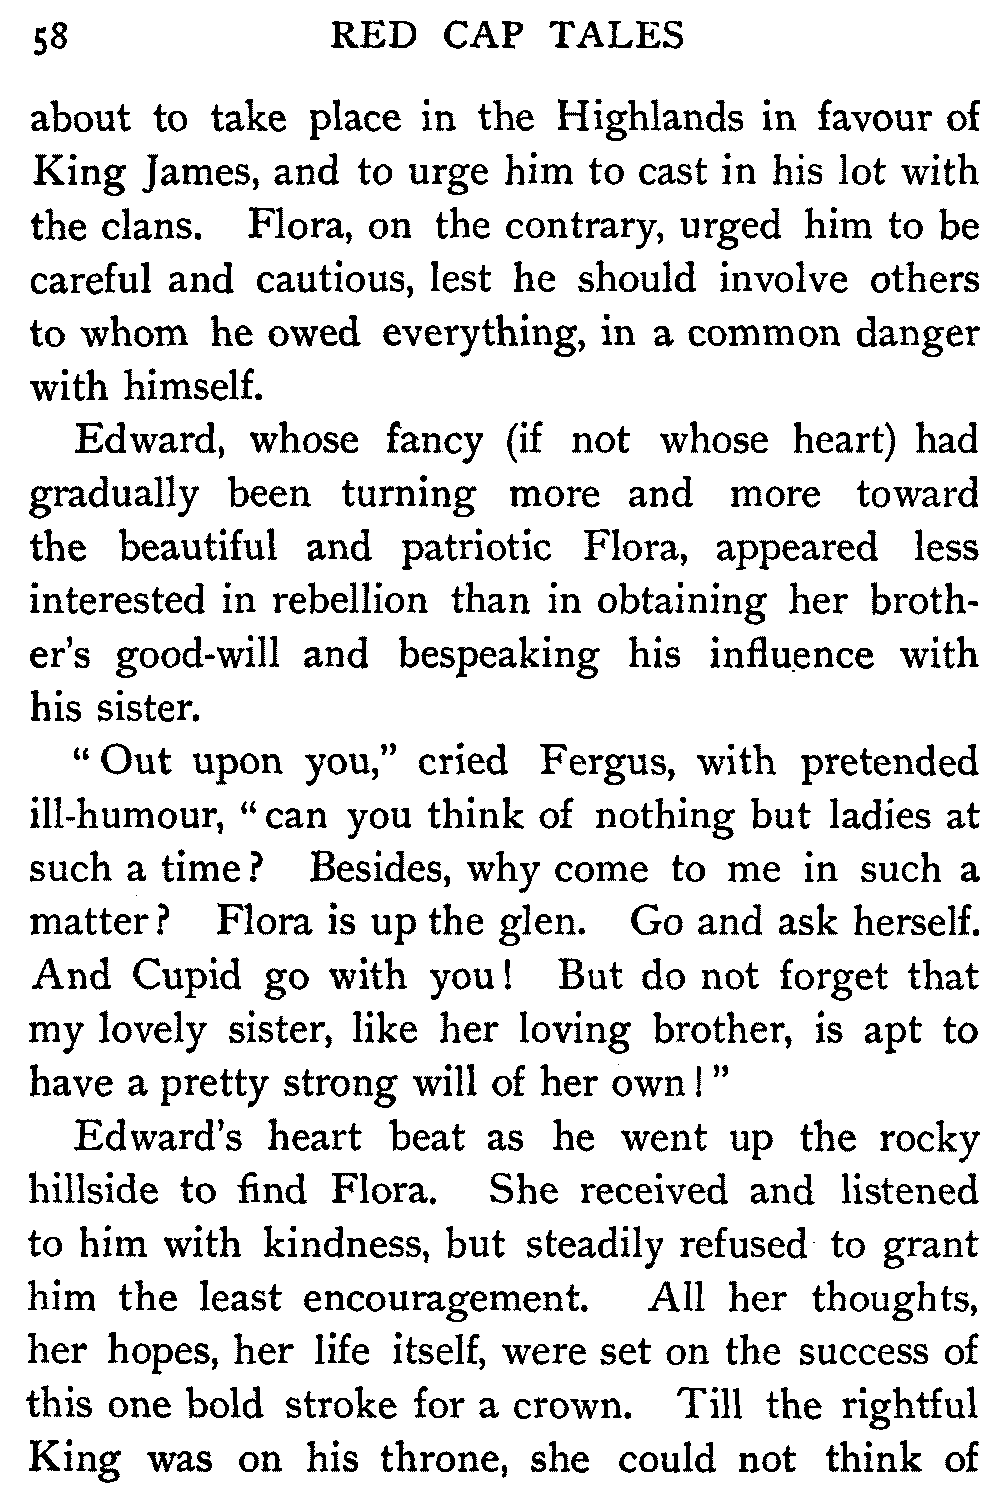 58 RED CAP TALES
about to take place in the Highlands in favour of
King James, and to urge him to cast in his lot with
the clans. Flora, on the contrary, urged him to be
careful and cautious, lest he should involve others
to whom he owed everything, in a common danger
with himself.
Edward, whose fancy (if not whose heart) had
gradually been turning more and more toward
the beautiful and patriotic Flora, appeared less
interested in rebellion than in obtaining her broth-
er's good-will and bespeaking his influence with
his sister.
“Out upon you,” cried Fergus, with pretended
ill-humour, “can you think of nothing but ladies at
such a time? Besides, why come to me in such a
matter? Flora is up the glen. Go and ask herself.
And Cupid go with you! But do not forget that
my lovely sister, like her loving brother, is apt to
have a pretty strong will of her own!”
Edward's heart beat as he went up the rocky
hillside to find Flora. She received and listened
to him with kindness, but steadily refused to grant
him the least encouragement. All her thoughts,
her hopes, her life itself, were set on the success of
this one bold stroke for a crown. Till the rightful
King was on his throne, she could not think of